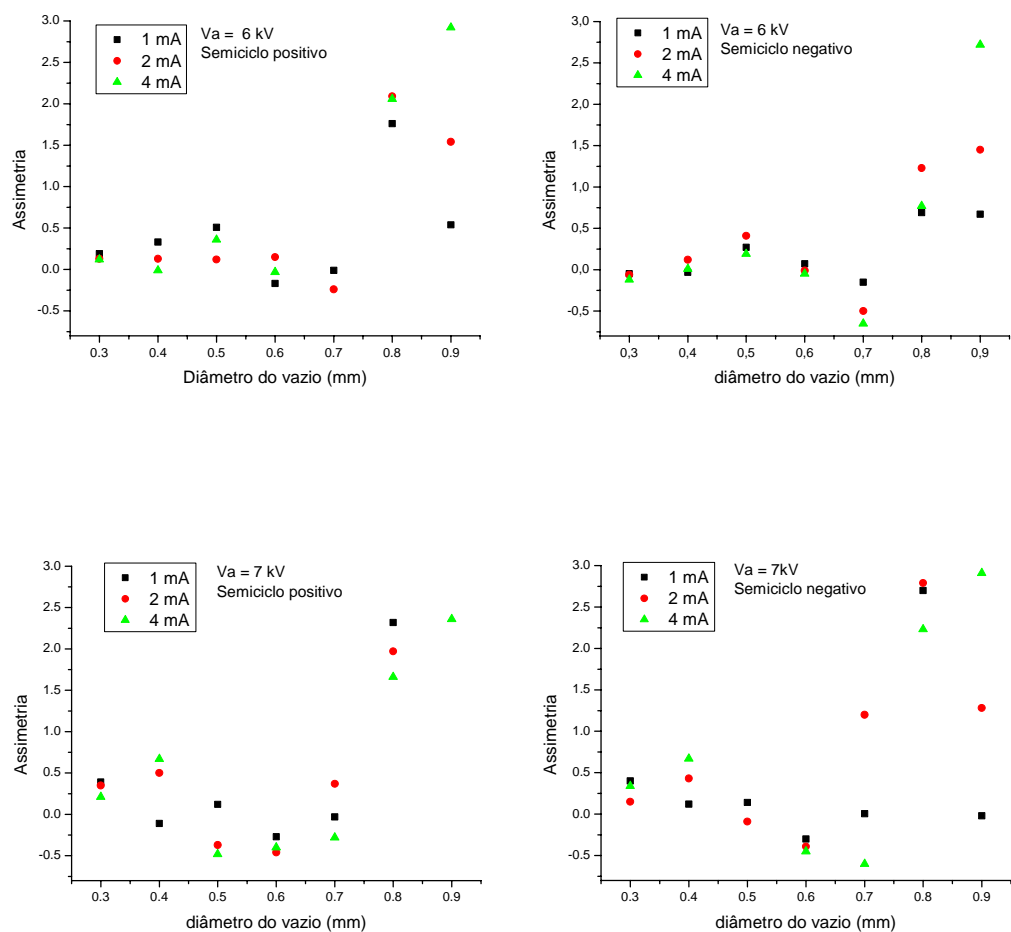 1 mA
2 mA
4 mA
Va = 6 kV
Semiciclo positivo
3.0
2.5
2.0
1.5
1.0
0.5
0.0
-0.5
Assimetria
0.3 0.4 0.5 0.6 0.7 0.8 0.9
Diâmetro do vazio (mm)
1 mA
2 mA
4 mA
Va = 6 kV
Semiciclo negativo
3,0
2,5
2,0
1,5
1,0
0,5
0.0
-0.5
Assimetria
0,3 0,4 0,5 0,6 0,7 0,8 0,9
diâmetro do vazio (mm)
1 mA
2 mA
4 mA
Va = 7 kV
Semiciclo positivo
3.0
2.5
2.0
1.5
1.0
0.5
0.0
-0.5
Assimetria
0.3 0.4 0.5 0.6 0.7 0.8 0.9
diâmetro do vazio (mm)
1 mA
2 mA
4 mA
Va = 7kV
Semiciclo negativo
3.0
2.5
2.0
1.5
1.0
0.5
0.0
-0.5
Assimetria
0.3 0.4 0.5 0.6 0.7 0.8 0.9
diâmetro do vazio (mm)